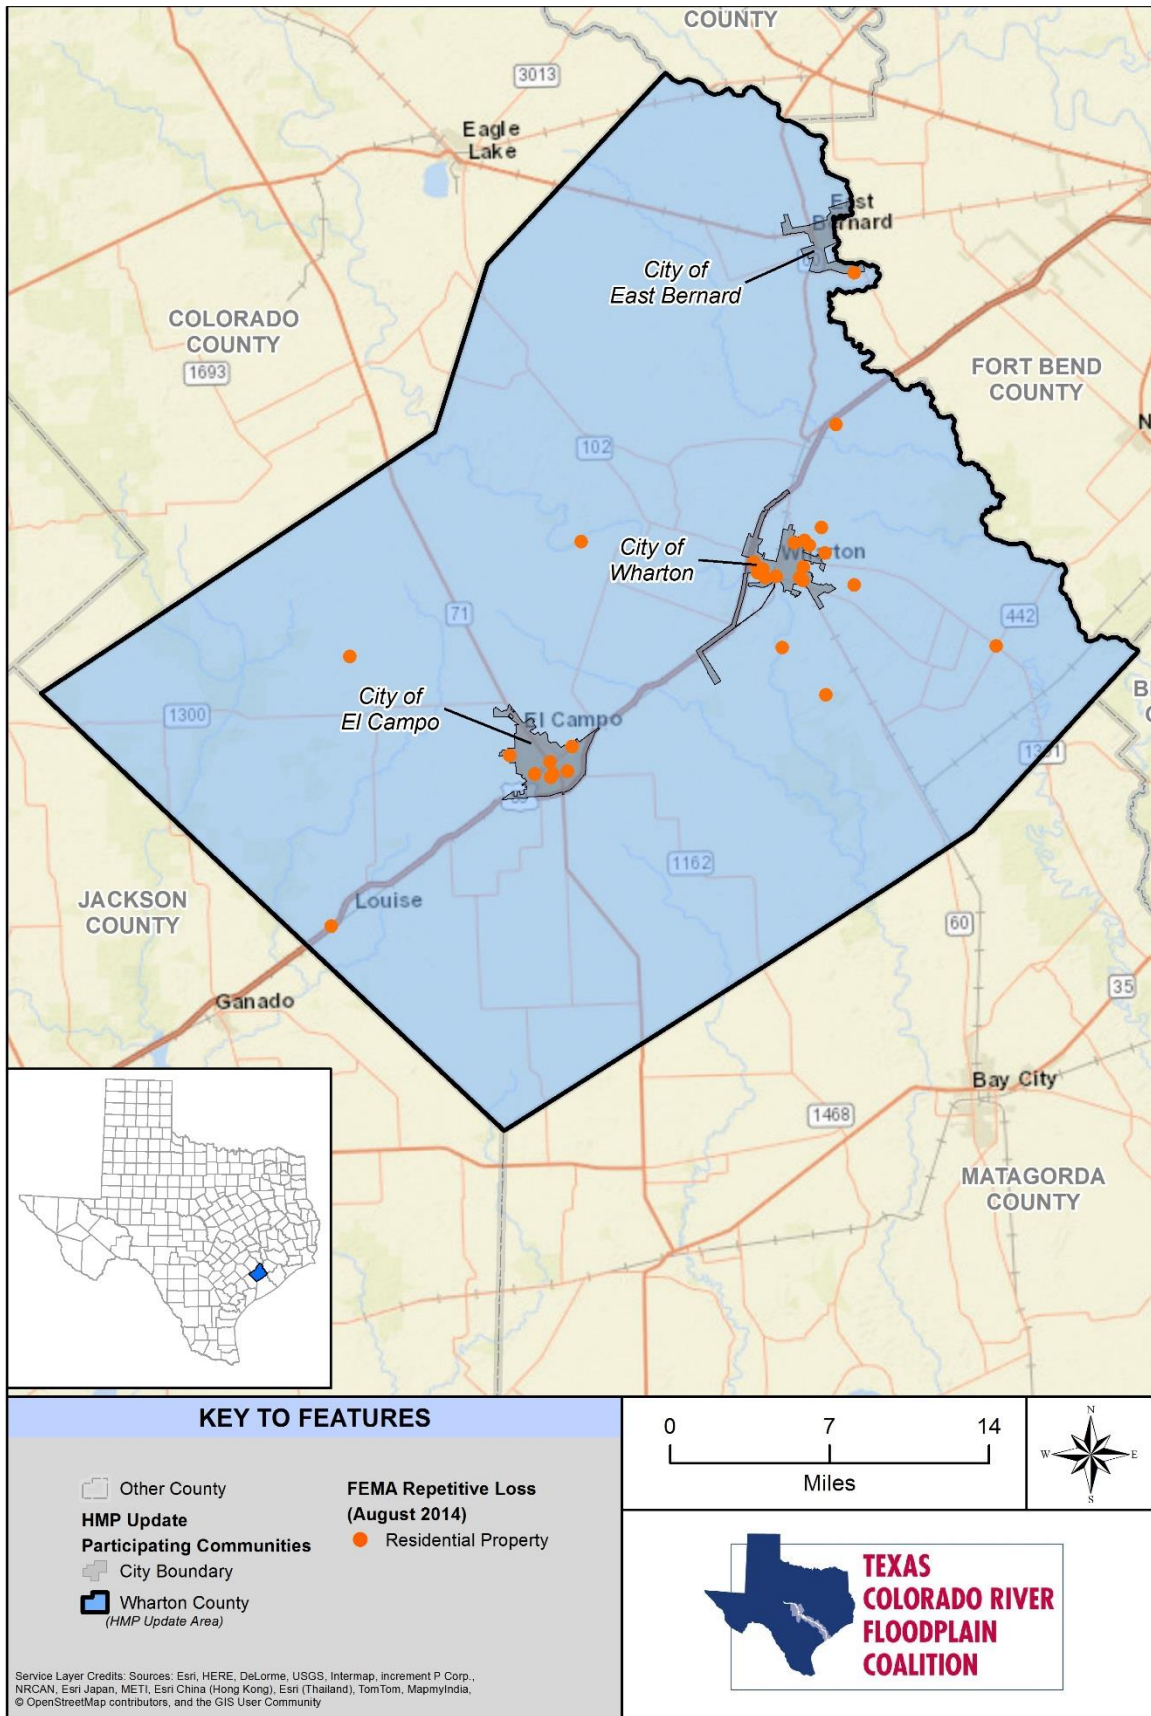 COUNTY
3013
Eagle
Lake
East
Bernard
60
City of
East Bernard
COLORADO
COUNTY
1693
FORT BEND
COUNTY
N
102
City of
Wharton
Wharton
71
442
City of
El Campo
El Campo
1300
B
1301
59
1162
JACKSON
COUNTY
Louise
60
Ganado
35
Bay City
1468
MATAGORDA
COUNTY
KEY TO FEATURES
Other County
HMP Update
Participating Communities
City Boundary
Wharton County
(HMP Update Area)
FEMA Repetitive Loss
(August 2014)
Residential Property
Service Layer Credits: Sources: Esri, HERE, DeLorme, USGS, Intermap, increment P Corp.,
NRCAN, Esri Japan, METI, Esri China (Hong Kong), Esri (Thailand), TomTom, MapmyIndia,
© OpenStreetMap contributors, and the GIS User Community
0 7 14
Miles
N
W E
S
TEXAS
COLORADO RIVER
FLOODPLAIN
COALITION